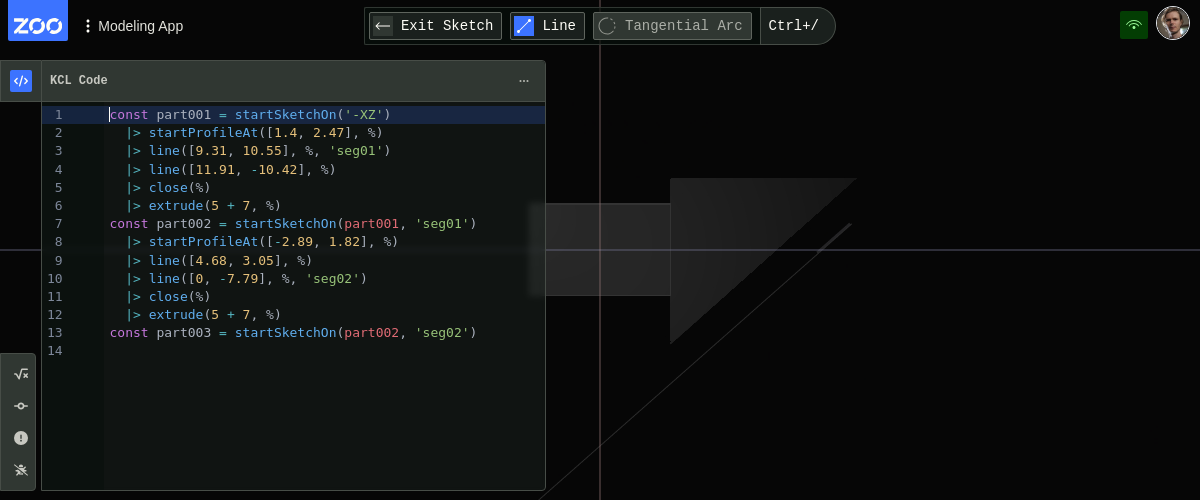 ZOO
Modeling App
Exit Sketch
Line
Tangential Arc
Ctrl+/
KCL Code
1 const part001 = startSketchOn('-XZ')
2 |> startProfileAt([1.4, 2.47], %)
3 |> line([9.31, 10.55], %, 'seg01')
4 |> line([11.91, -10.42], %)
5 |> close(%)
6 |> extrude(5 + 7, %)
7 const part002 = startSketchOn(part001, 'seg01')
8 |> startProfileAt([-2.89, 1.82], %)
9 |> line([4.68, 3.05], %)
10 |> line([0, -7.79], %, 'seg02')
11 |> close(%)
12 |> extrude(5 + 7, %)
13 const part003 = startSketchOn(part002, 'seg02')
14